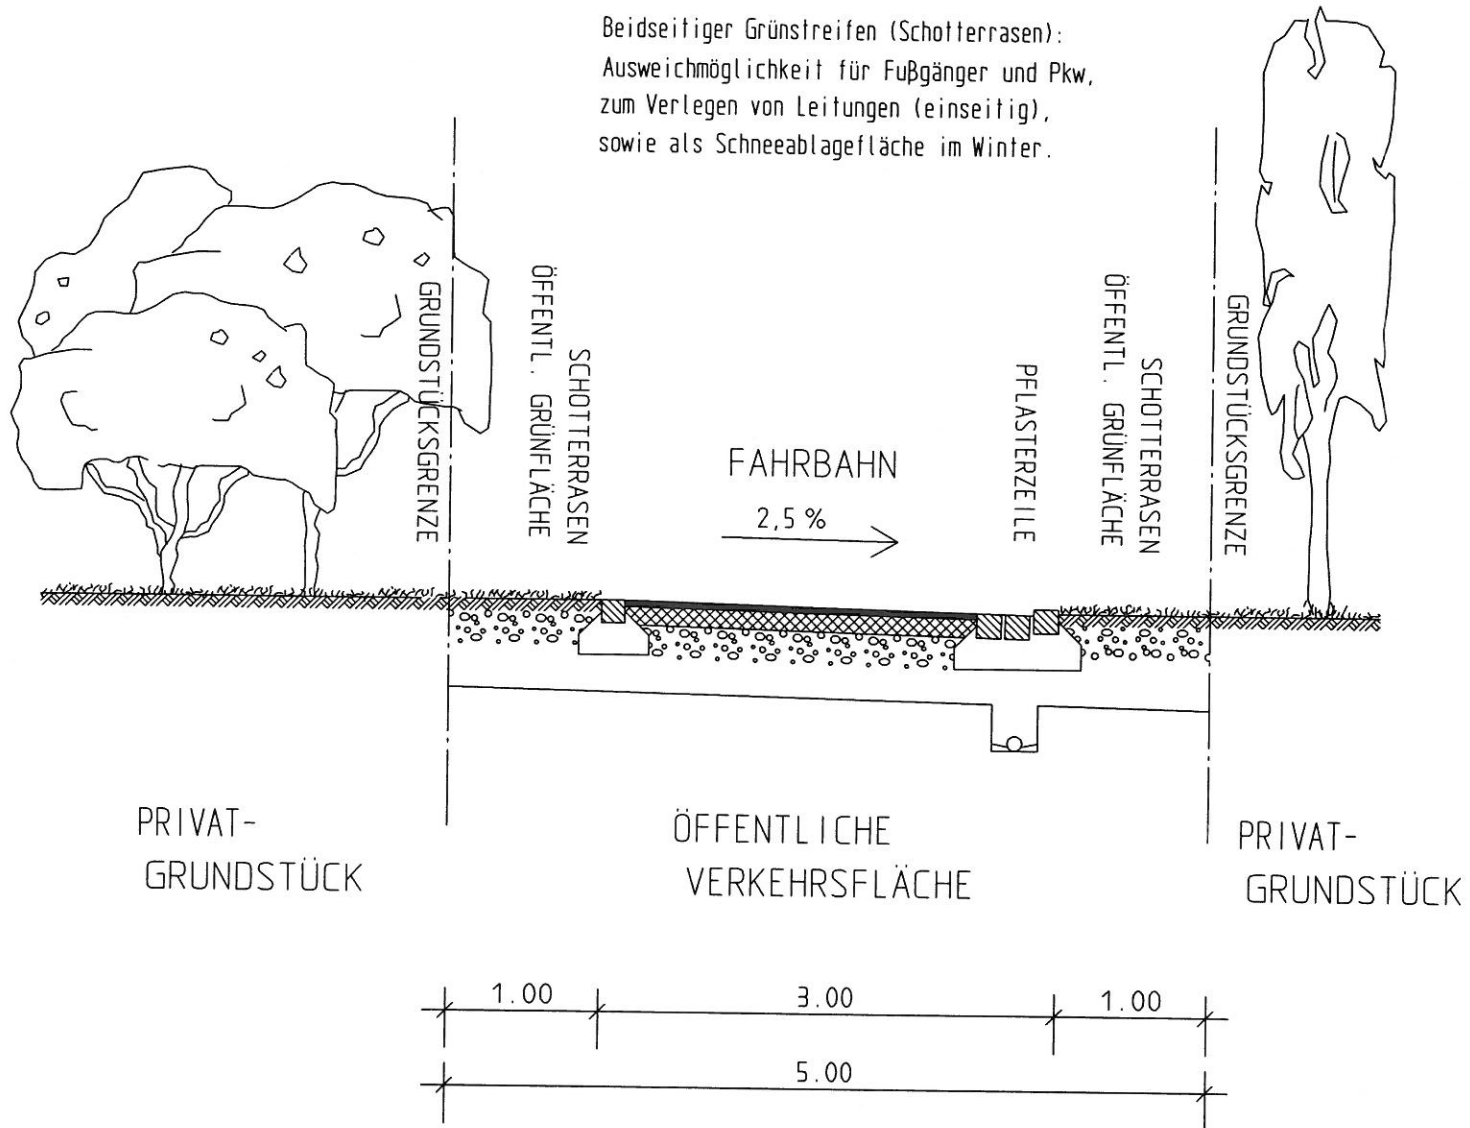 Beidseitiger Grünstreifen (Schotterrasen):
Ausweichmöglichkeit für Fußgänger und Pkw,
zum Verlegen von Leitungen (einseitig),
sowie als Schneeablagefläche im Winter.
GRUNDSTÜCKSGRENZE
ÖFFENTL. GRÜNFLÄCHE
SCHOTTERRASEN
FAHRBAHN
2,5 %
PFLASTERZEILE
ÖFFENTL. GRÜNFLÄCHE
SCHOTTERRASEN
GRUNDSTÜCKSGRENZE
PRIVAT-
GRUNDSTÜCK
ÖFFENTLICHE
VERKEHRSFLÄCHE
PRIVAT-
GRUNDSTÜCK
1.00
3.00
1.00
5.00